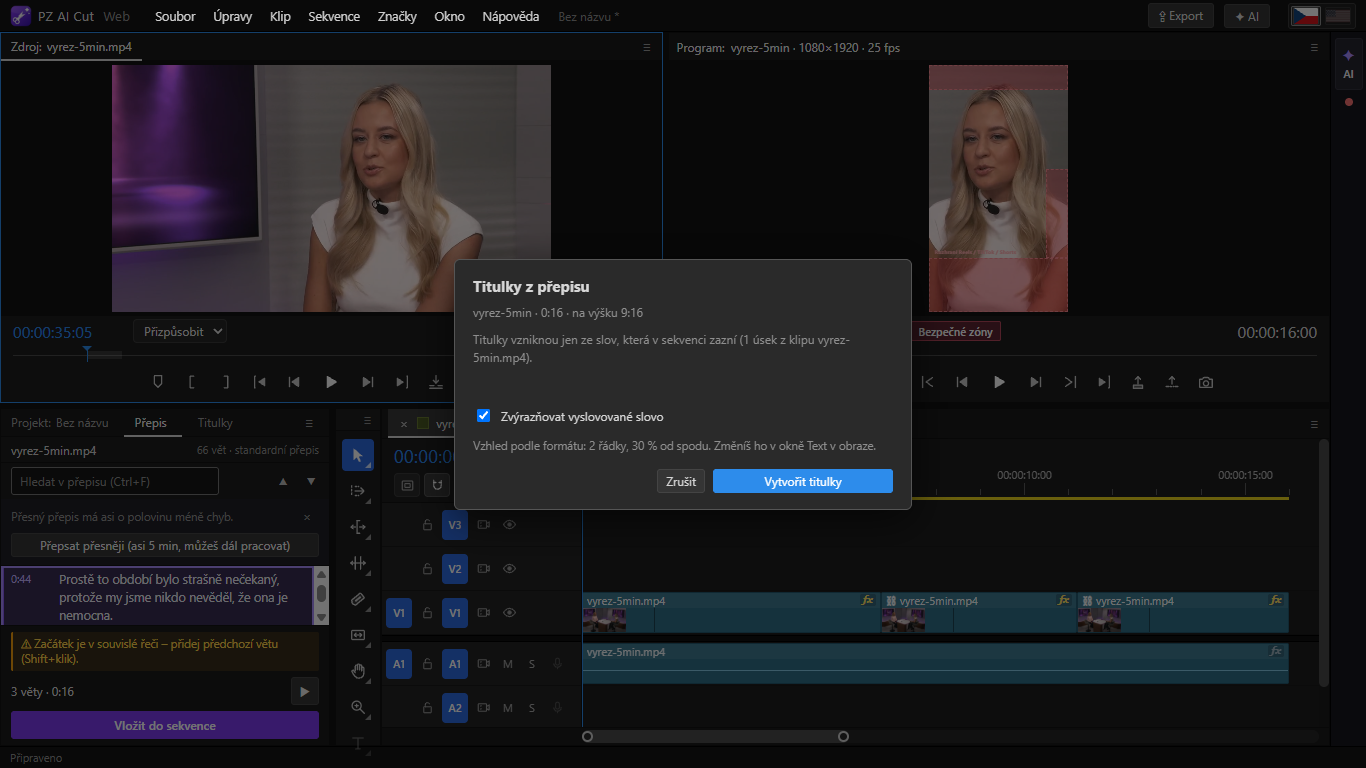 PZ AI Cut Web Soubor Úpravy Klip Sekvence Značky Okno Nápověda Bez názvu * Export AI
Zdroj: vyrez-5min.mp4
Program: vyrez-5min · 1080×1920 · 25 fps
AI
00:00:35:05 Přizpůsobit
Bezpečné zóny 00:00:16:00
Titulky z přepisu
vyrez-5min · 0:16 · na výšku 9:16
Titulky vzniknou jen ze slov, která v sekvenci zazní (1 úsek z klipu vyrez-
5min.mp4).
Zvýrazňovat vyslovované slovo
Vzhled podle formátu: 2 řádky, 30 % od spodu. Změníš ho v okně Text v obraze.
Zrušit Vytvořit titulky
Projekt: Bez názvu Přepis Titulky
vyrez-5min.mp4 66 vět · standardní přepis
Hledat v přepisu (Ctrl+F)
Přesný přepis má asi o polovinu méně chyb. ×
Přepsat přesněji (asi 5 min, můžeš dál pracovat)
0:44 Prostě to období bylo strašně nečekaný,
protože my jsme nikdo nevěděl, že ona je
nemocna.
⚠ Začátek je v souvislé řeči – přidej předchozí větu
(Shift+klik).
3 věty · 0:16
Vložit do sekvence
Připraveno
× vyre
00:00:0
00:00:10:00 00:00:15:00
V3
V2
V1 V1
vyrez-5min.mp4 fx vyrez-5min.mp4 fx vyrez-5min.mp4 fx
A1 A1 M S
vyrez-5min.mp4 fx
A2 M S